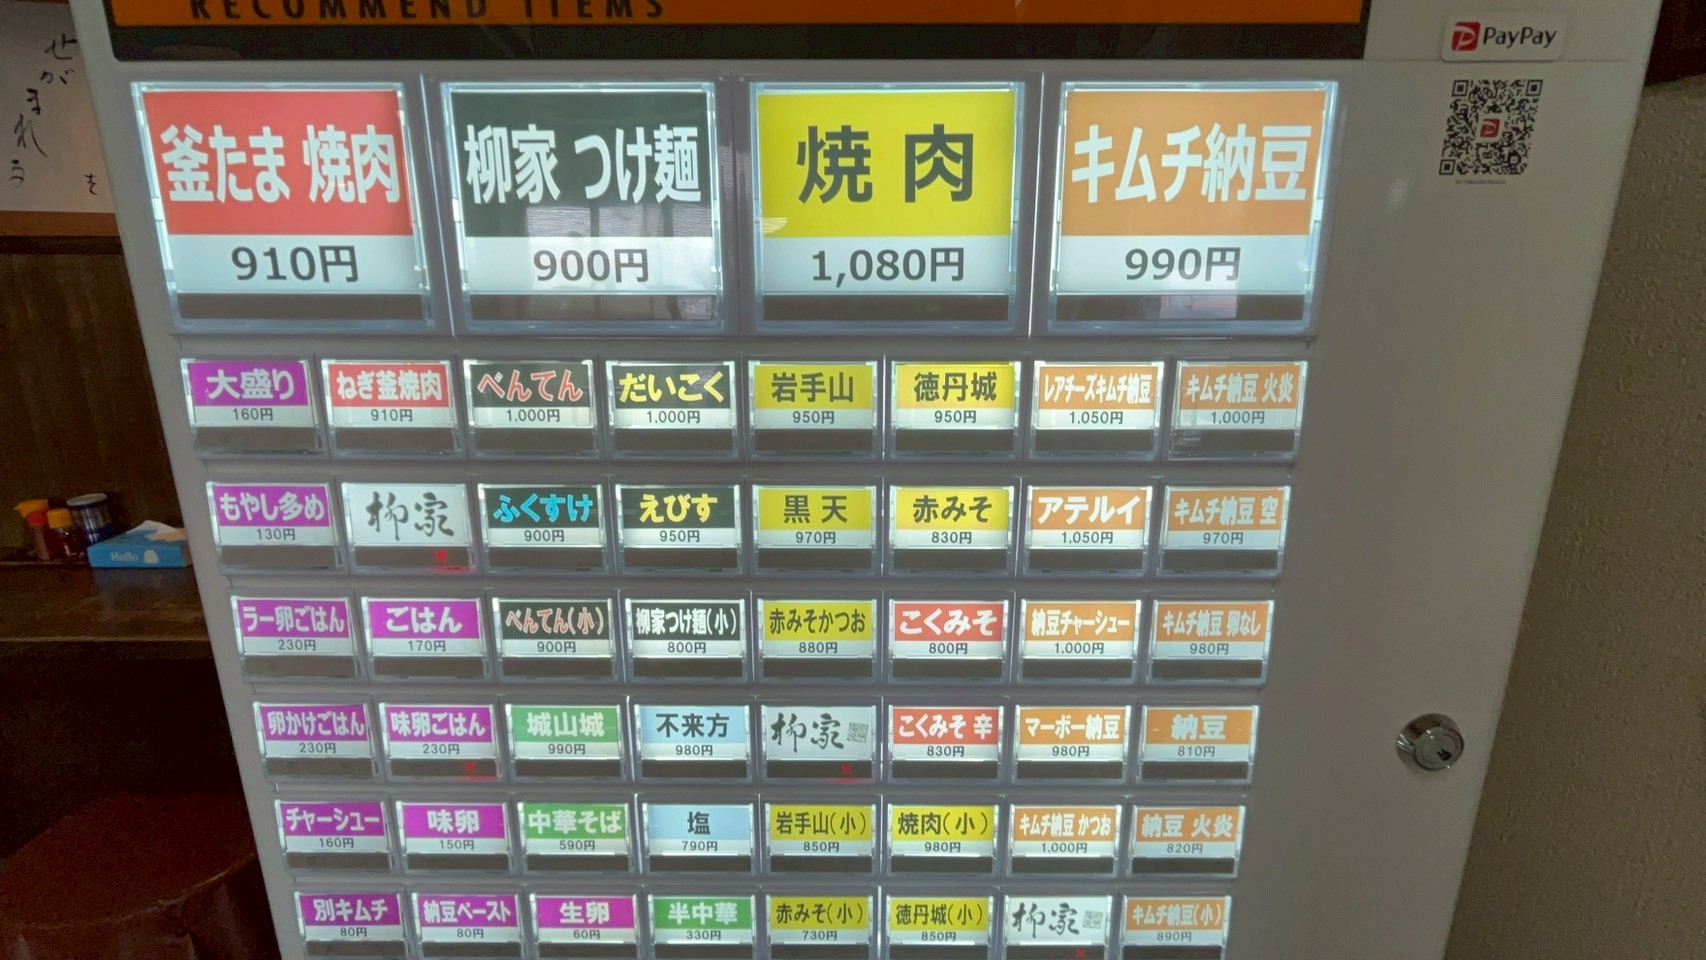 RECOMMEND ITEMS
PayPay
せがまれ
を
釜たま 焼肉
910円
柳家 つけ麺
900円
焼肉
1,080円
キムチ納豆
990円
大盛り
160円
ねぎ釜焼肉
910円
べんてん
1,000円
だいこく
1,000円
岩手山
950円
徳丹城
950円
レアチーズキムチ納豆
1,050円
キムチ納豆 火炎
1,000円
もやし多め
130円
柳家
ふくすけ
900円
えびす
950円
黒天
970円
赤みそ
830円
アテルイ
1,050円
キムチ納豆 空
970円
ラー卵ごはん
230円
ごはん
170円
べんてん(小)
900円
柳家つけ麺(小)
800円
赤みそかつお
880円
こくみそ
800円
納豆チャーシュー
1,000円
キムチ納豆 卵なし
980円
卵かけごはん
230円
味卵ごはん
230円
城山城
990円
不来方
980円
柳家
こくみそ 辛
830円
マーボー納豆
980円
納豆
810円
チャーシュー
160円
味卵
150円
中華そば
590円
塩
790円
岩手山(小)
850円
焼肉(小)
980円
キムチ納豆 かつお
1,000円
納豆 火炎
820円
別キムチ
80円
納豆ペースト
80円
生卵
60円
半中華
330円
赤みそ(小)
730円
徳丹城(小)
850円
柳家
キムチ納豆(小)
890円
Hello